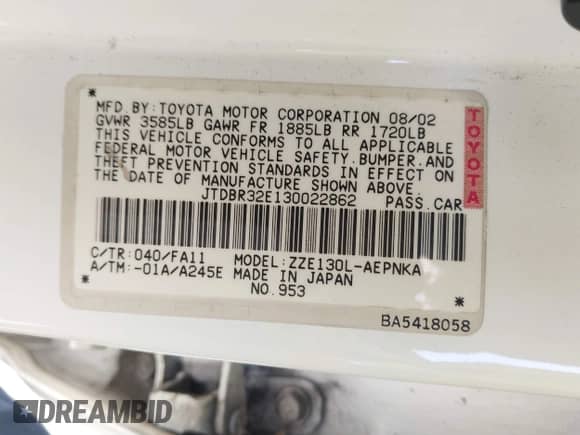 MFD.BY:TOYOTA MOTOR CORPORATION 08/02
GVWR 3585LB GAWR FR 1885LB RR 1720LB
THIS VEHICLE CONFORMS TO ALL APPLICABLE
FEDERAL MOTOR VEHICLE SAFETY,BUMPER,AND
THEFT PREVENTION STANDARDS IN EFFECT ON
THE DATE OF MANUFACTURE SHOWN ABOVE.
JTDBR32E130022862 PASS.CAR
TOYOTA
C/TR:040/FA11 MODEL:ZZE130L-AEPNKA
A/TM:-01A/A245E MADE IN JAPAN
NO.953
BA5418058
DREAMBID